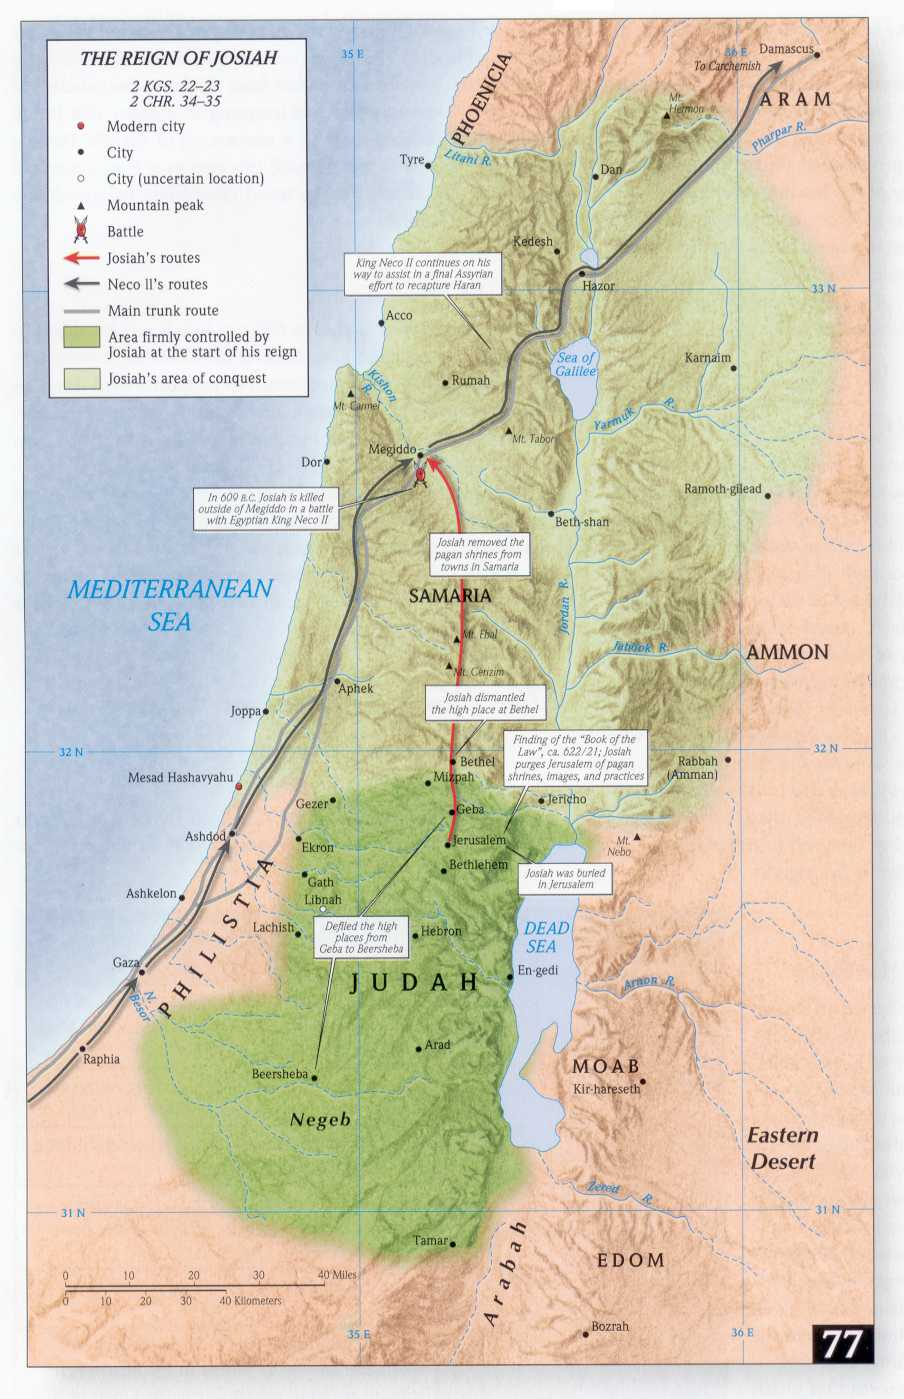 THE REIGN OF JOSIAH
2 KGS. 22–23
2 CHR. 34–35
Modern city
City
City (uncertain location)
Mountain peak
Battle
Josiah's routes
Neco II's routes
Main trunk route
Area firmly controlled by
Josiah at the start of his reign
Josiah's area of conquest
35 E
36 E
Damascus
To Carchemish
ARAM
PHOENICIA
Mt.
Hermon
Pharpar R.
Tyre
Litani R.
Dan
Kedesh
King Neco II continues on his
way to assist in a final Assyrian
effort to recapture Haran
Hazor
33 N
Acco
Sea of
Galilee
Karnaim
Kishon
R.
Rumah
Mt. Carmel
Yarmuk R.
Mt. Tabor
Megiddo
Dor
Ramoth-gilead
In 609 B.C. Josiah is killed
outside of Megiddo in a battle
with Egyptian King Neco II
Beth-shan
Josiah removed the
pagan shrines from
towns in Samaria
MEDITERRANEAN
SEA
SAMARIA
Jordan R.
Mt. Ebal
Jabbok R.
AMMON
Mt. Gerizim
Aphek
Josiah dismantled
the high place at Bethel
Joppa
Finding of the "Book of the
Law", ca. 622/21; Josiah
purges Jerusalem of pagan
shrines, images, and practices
32 N
32 N
Bethel
Rabbah
(Amman)
Mesad Hashavyahu
Mizpah
Gezer
Jericho
Geba
Ashdod
Ekron
Jerusalem
Mt.
Nebo
Bethlehem
Josiah was buried
in Jerusalem
Gath
Ashkelon
Libnah
PHILISTIA
Lachish
Defiled the high
places from
Geba to Beersheba
Hebron
DEAD
SEA
Gaza
JUDAH
En-gedi
Arnon R.
N.
Besor
Raphia
Arad
MOAB
Beersheba
Kir-hareseth
Negeb
Eastern
Desert
Zered R.
31 N
31 N
Tamar
Arabah
EDOM
0 10 20 30 40 Miles
0 10 20 30 40 Kilometers
Bozrah
35 E
36 E
77